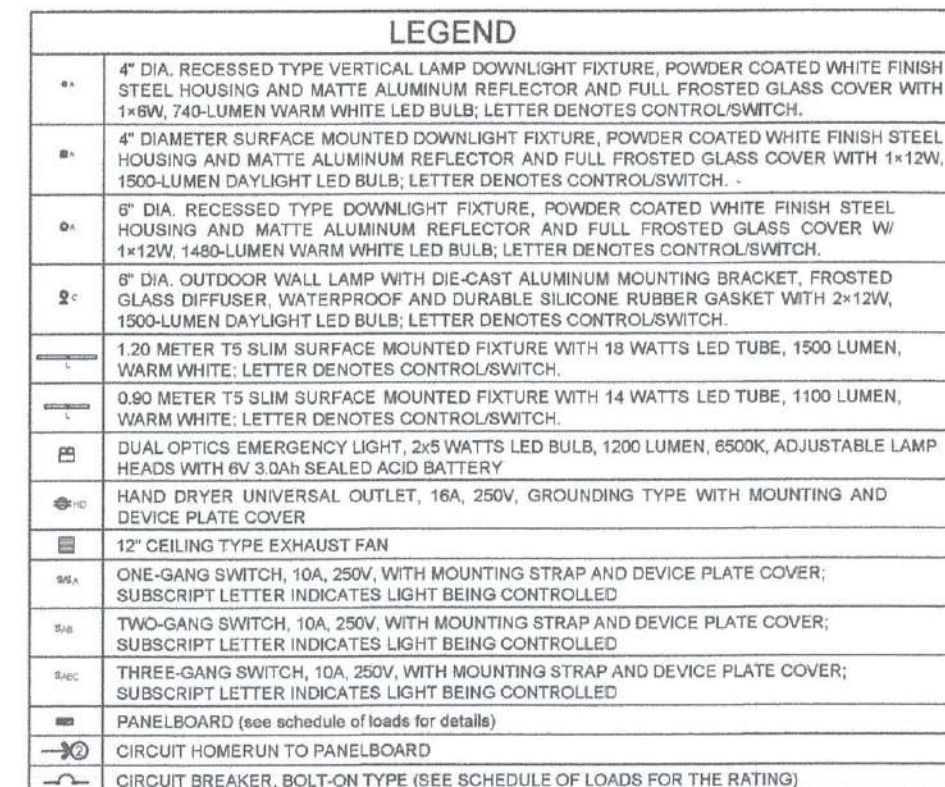 LEGEND
A
4" DIA. RECESSED TYPE VERTICAL LAMP DOWNLIGHT FIXTURE, POWDER COATED WHITE FINISH
STEEL HOUSING AND MATTE ALUMINUM REFLECTOR AND FULL FROSTED GLASS COVER WITH
1×6W, 740-LUMEN WARM WHITE LED BULB; LETTER DENOTES CONTROL/SWITCH.
A
4" DIAMETER SURFACE MOUNTED DOWNLIGHT FIXTURE, POWDER COATED WHITE FINISH STEEL
HOUSING AND MATTE ALUMINUM REFLECTOR AND FULL FROSTED GLASS COVER WITH 1×12W,
1500-LUMEN DAYLIGHT LED BULB; LETTER DENOTES CONTROL/SWITCH.
A
6" DIA. RECESSED TYPE DOWNLIGHT FIXTURE, POWDER COATED WHITE FINISH STEEL
HOUSING AND MATTE ALUMINUM REFLECTOR AND FULL FROSTED GLASS COVER W/
1×12W, 1480-LUMEN WARM WHITE LED BULB; LETTER DENOTES CONTROL/SWITCH.
C
6" DIA. OUTDOOR WALL LAMP WITH DIE-CAST ALUMINUM MOUNTING BRACKET, FROSTED
GLASS DIFFUSER, WATERPROOF AND DURABLE SILICONE RUBBER GASKET WITH 2×12W,
1500-LUMEN DAYLIGHT LED BULB; LETTER DENOTES CONTROL/SWITCH.
L
1.20 METER T5 SLIM SURFACE MOUNTED FIXTURE WITH 18 WATTS LED TUBE, 1500 LUMEN,
WARM WHITE; LETTER DENOTES CONTROL/SWITCH.
L
0.90 METER T5 SLIM SURFACE MOUNTED FIXTURE WITH 14 WATTS LED TUBE, 1100 LUMEN,
WARM WHITE; LETTER DENOTES CONTROL/SWITCH.
DUAL OPTICS EMERGENCY LIGHT, 2x5 WATTS LED BULB, 1200 LUMEN, 6500K, ADJUSTABLE LAMP
HEADS WITH 6V 3.0Ah SEALED ACID BATTERY
HD
HAND DRYER UNIVERSAL OUTLET, 16A, 250V, GROUNDING TYPE WITH MOUNTING AND
DEVICE PLATE COVER
12" CEILING TYPE EXHAUST FAN
ONE-GANG SWITCH, 10A, 250V, WITH MOUNTING STRAP AND DEVICE PLATE COVER;
SUBSCRIPT LETTER INDICATES LIGHT BEING CONTROLLED
SAB
TWO-GANG SWITCH, 10A, 250V, WITH MOUNTING STRAP AND DEVICE PLATE COVER;
SUBSCRIPT LETTER INDICATES LIGHT BEING CONTROLLED
SABC
THREE-GANG SWITCH, 10A, 250V, WITH MOUNTING STRAP AND DEVICE PLATE COVER;
SUBSCRIPT LETTER INDICATES LIGHT BEING CONTROLLED
PANELBOARD (see schedule of loads for details)
2
CIRCUIT HOMERUN TO PANELBOARD
CIRCUIT BREAKER, BOLT-ON TYPE (SEE SCHEDULE OF LOADS FOR THE RATING)